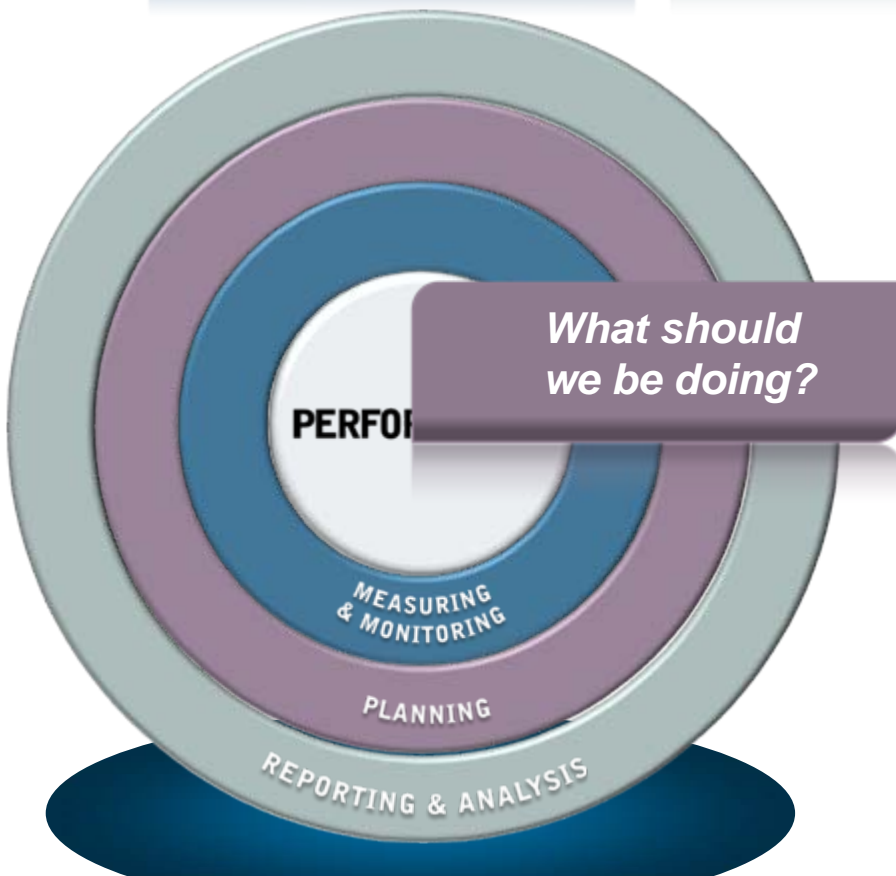 What should
we be doing?
PERFOR
MEASURING
& MONITORING
PLANNING
REPORTING & ANALYSIS